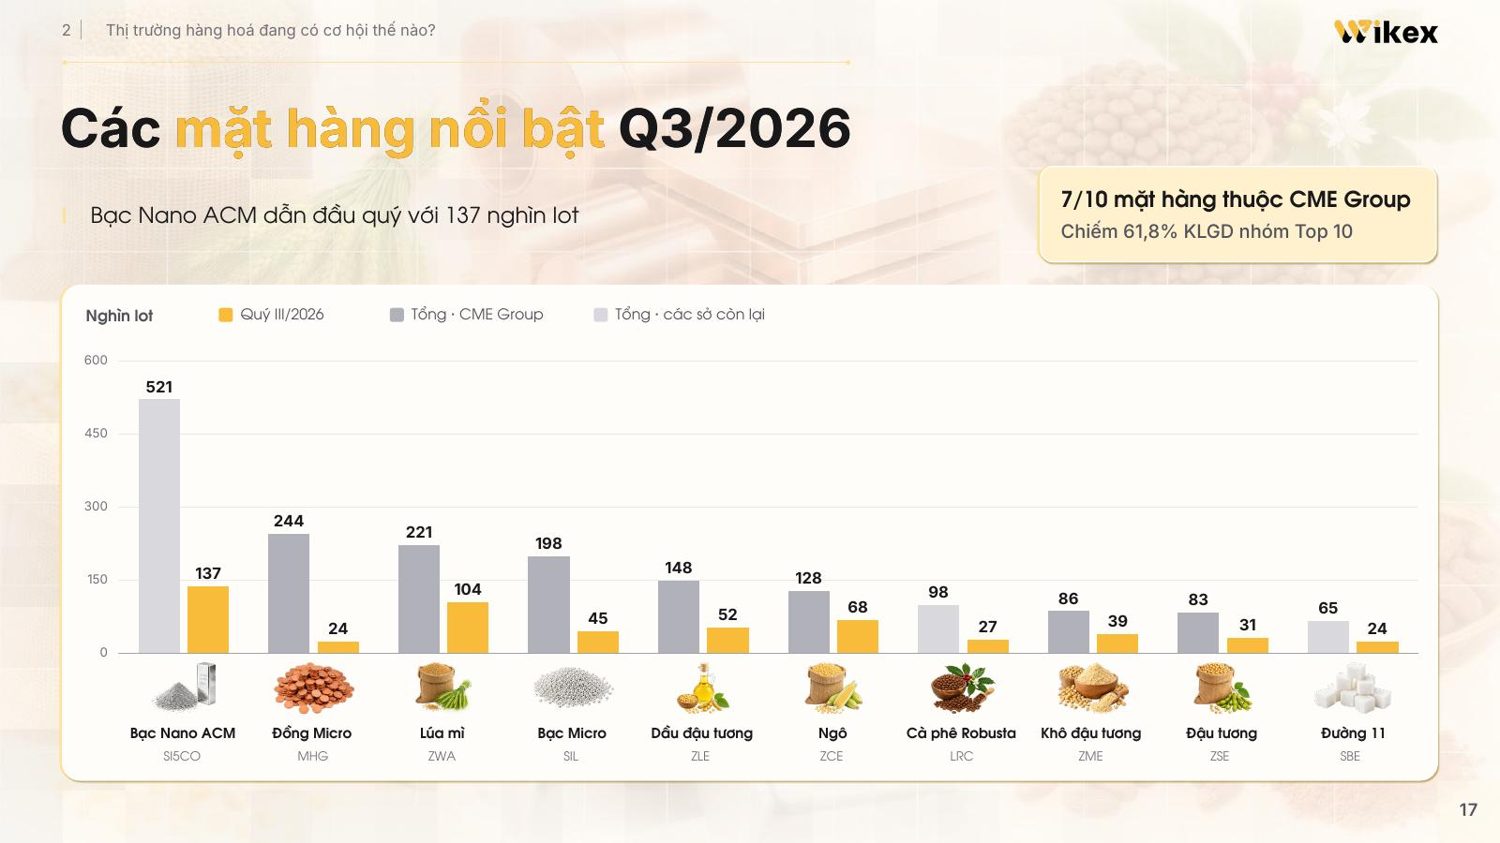 2 | Thị trường hàng hoá đang có cơ hội thế nào?
Wikex
Các mặt hàng nổi bật Q3/2026
Bạc Nano ACM dẫn đầu quý với 137 nghìn lot
7/10 mặt hàng thuộc CME Group
Chiếm 61,8% KLGD nhóm Top 10
Nghìn lot
Quý III/2026
Tổng · CME Group
Tổng · các sở còn lại
600
450
300
150
0
521 137
244 24
221 104
198 45
148 52
128 68
98 27
86 39
83 31
65 24
Bạc Nano ACM
SI5CO
Đồng Micro
MHG
Lúa mì
ZWA
Bạc Micro
SIL
Dầu đậu tương
ZLE
Ngô
ZCE
Cà phê Robusta
LRC
Khô đậu tương
ZME
Đậu tương
ZSE
Đường 11
SBE
17